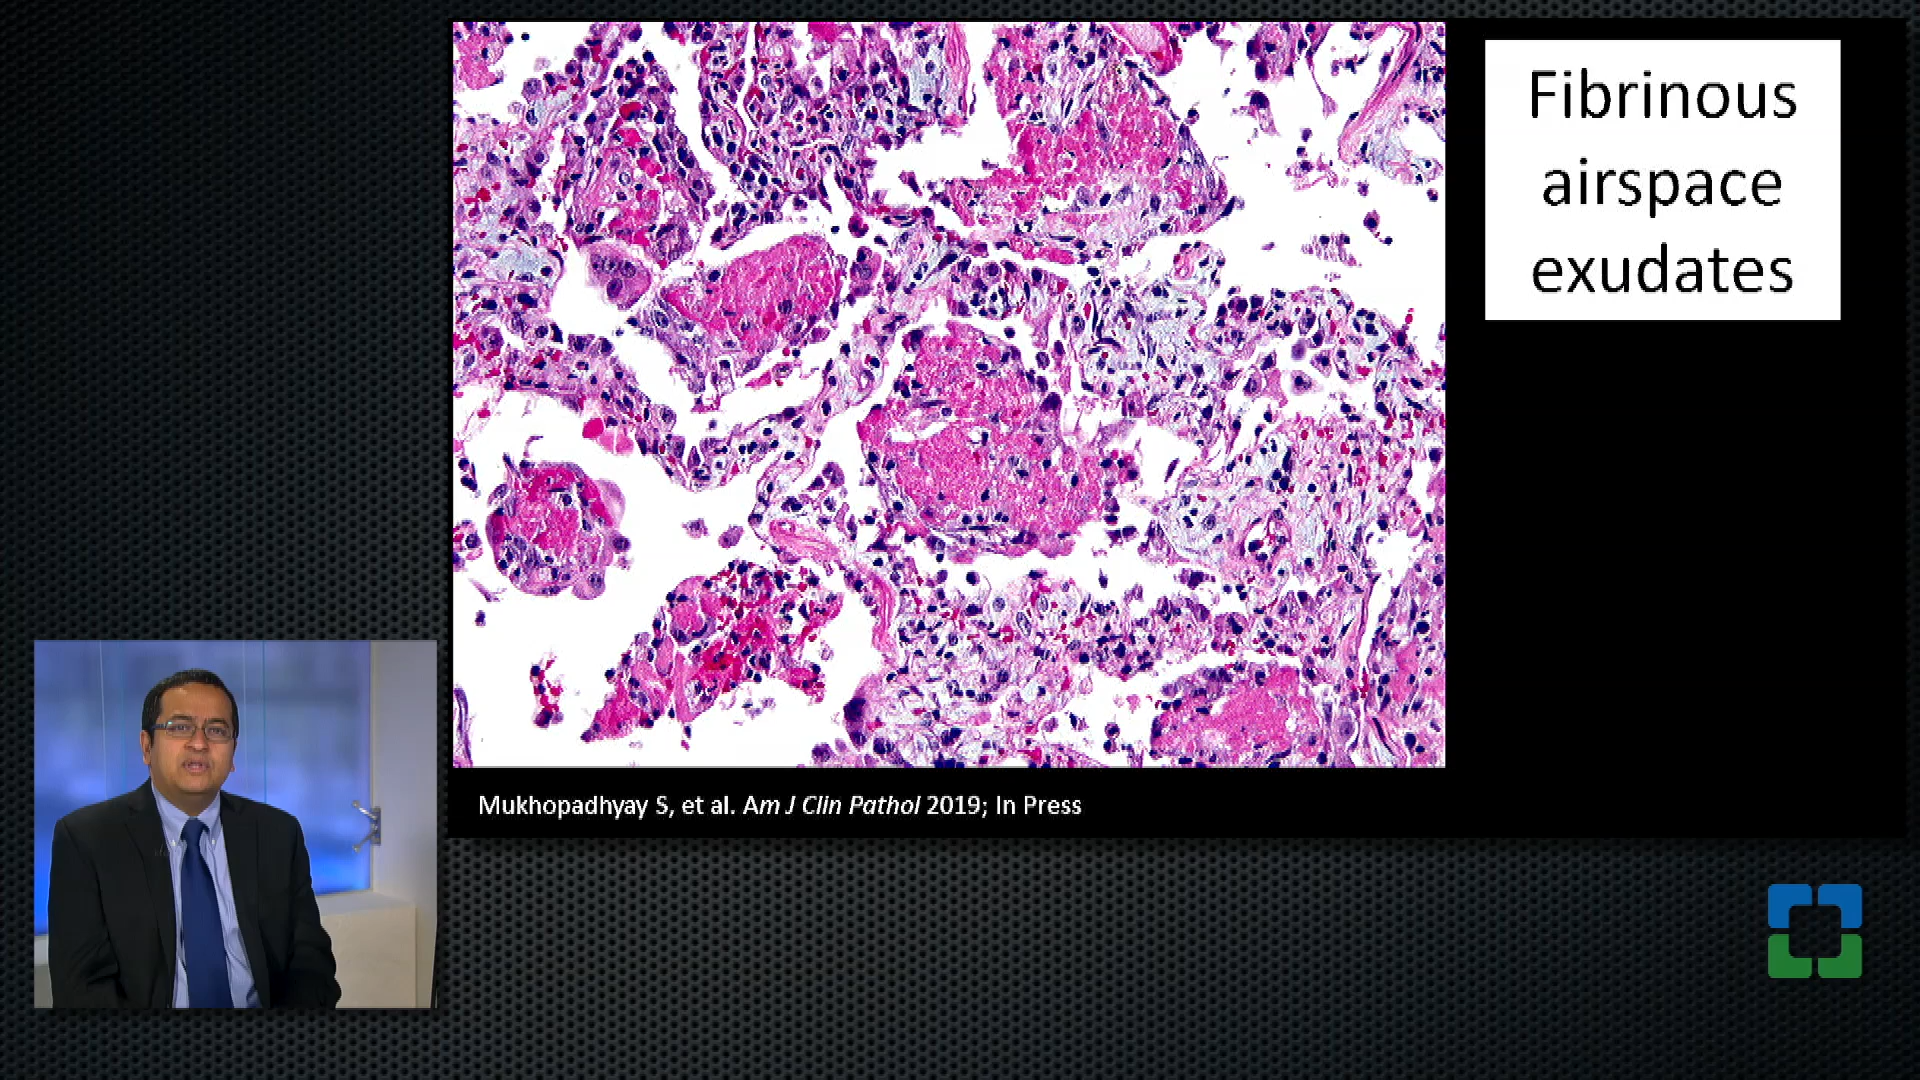 Fibrinous
airspace
exudates
Mukhopadhyay S, et al. Am J Clin Pathol 2019; In Press